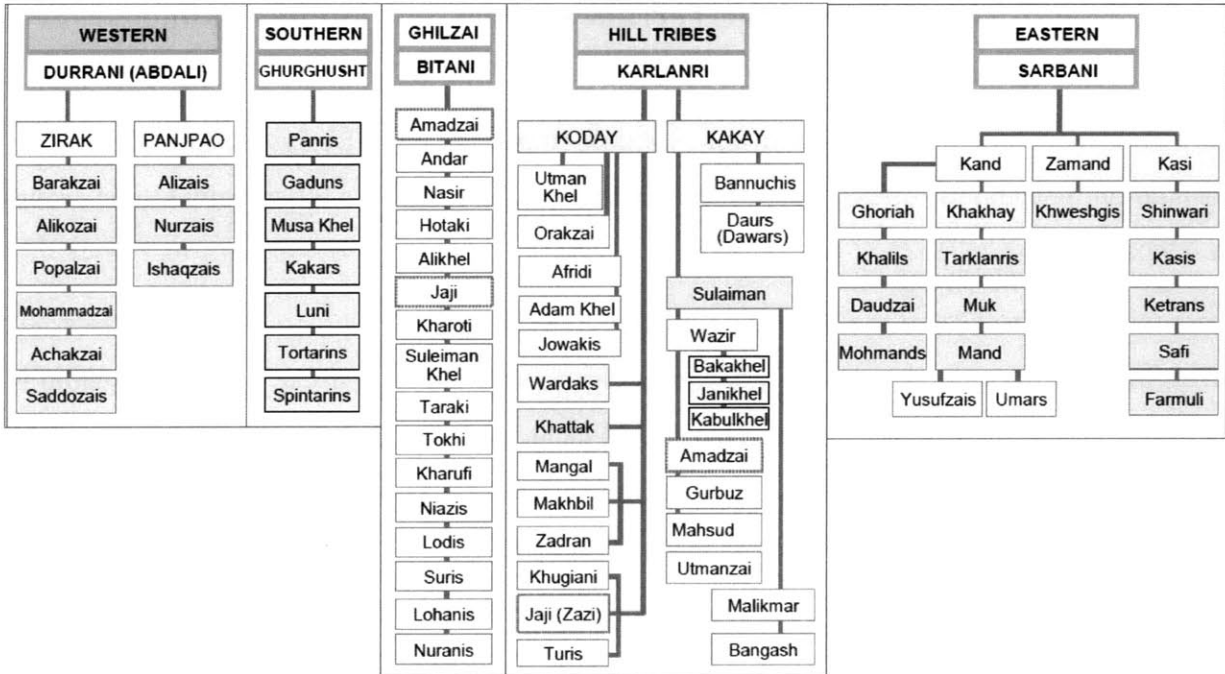 WESTERN
DURRANI (ABDALI)
ZIRAK
Barakzai
Alikozai
Popalzai
Mohammadzai
Achakzai
Saddozais
PANJPAO
Alizais
Nurzais
Ishaqzais
SOUTHERN
GHURGHUSHT
Panris
Gaduns
Musa Khel
Kakars
Luni
Tortarins
Spintarins
GHILZAI
BITANI
Amadzai
Andar
Nasir
Hotaki
Alikhel
Jaji
Kharoti
Suleiman
Khel
Taraki
Tokhi
Kharufi
Niazis
Lodis
Suris
Lohanis
Nuranis
HILL TRIBES
KARLANRI
KODAY
Utman
Khel
Orakzai
Afridi
Adam Khel
Jowakis
Wardaks
Khattak
Mangal
Makhbil
Zadran
Khugiani
Jaji (Zazi)
Turis
KAKAY
Bannuchis
Daurs
(Dawars)
Sulaiman
Wazir
Bakakhel
Janikhel
Kabulkhel
Amadzai
Gurbuz
Mahsud
Utmanzai
Malikmar
Bangash
EASTERN
SARBANI
Kand
Zamand
Kasi
Ghoriah
Khakhay
Khweshgis
Shinwari
Khalils
Tarklanris
Kasis
Daudzai
Muk
Ketrans
Mohmands
Mand
Safi
Yusufzais
Umars
Farmuli